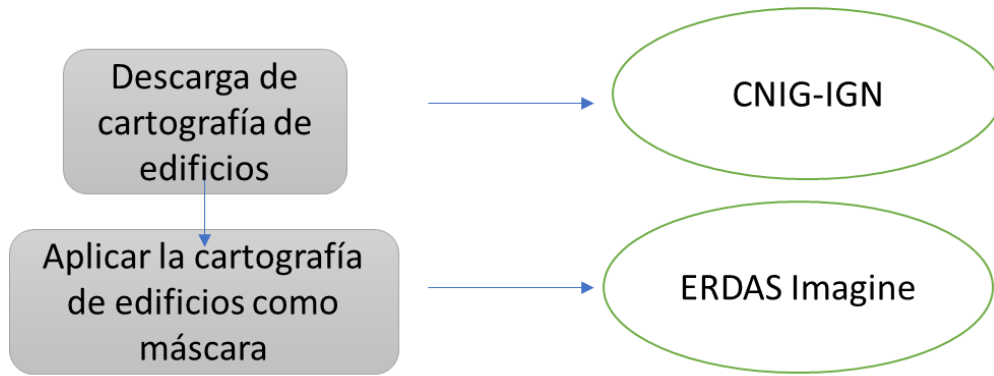 Descarga de
cartografía de
edificios
CNIG-IGN
Aplicar la cartografía
de edificios como
máscara
ERDAS Imagine